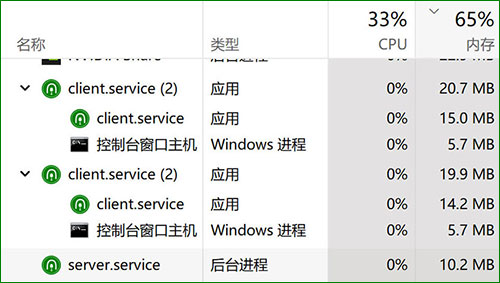 33% 65%
名称 类型 CPU 内存
后台进程 0%
client.service (2) 应用 0% 20.7 MB
client.service 应用 0% 15.0 MB
控制台窗口主机 Windows 进程 0% 5.7 MB
client.service (2) 应用 0% 19.9 MB
client.service 应用 0% 14.2 MB
控制台窗口主机 Windows 进程 0% 5.7 MB
server.service 后台进程 0% 10.2 MB